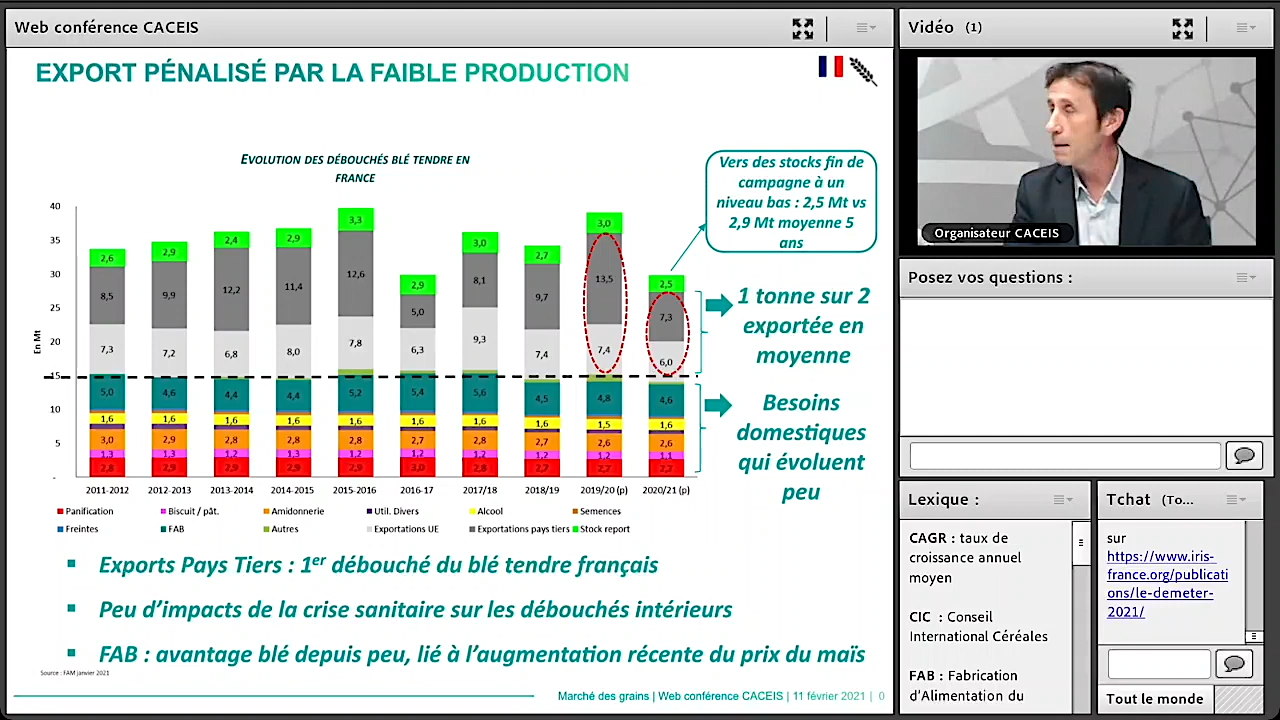 Web conférence CACEIS
EXPORT PÉNALISÉ PAR LA FAIBLE PRODUCTION
EVOLUTION DES DÉBOUCHÉS BLÉ TENDRE EN
FRANCE
Vers des stocks fin de
campagne à un
niveau bas : 2,5 Mt vs
2,9 Mt moyenne 5
ans
En Mt
40
35
30
25
20
15
10
5
-
2,6 2,9 2,4 2,9 3,3 2,9 3,0 2,7 3,0 2,5
8,5 9,9 12,2 11,4 12,6 5,0 8,1 9,7 13,5 7,3
7,3 7,2 6,8 8,0 7,8 6,3 9,3 7,4 7,4 6,0
5,0 4,6 4,4 4,4 5,2 5,4 5,6 4,5 4,8 4,6
1,6 1,6 1,6 1,6 1,6 1,6 1,6 1,6 1,5 1,6
3,0 2,9 2,8 2,8 2,8 2,7 2,8 2,7 2,6 2,6
1,3 1,3 1,3 1,3 1,2 1,2 1,2 1,2 1,2 1,1
2,8 2,9 2,9 2,9 2,9 3,0 2,8 2,7 2,7 2,7
2011-2012 2012-2013 2013-2014 2014-2015 2015-2016 2016-17 2017/18 2018/19 2019/20 (p) 2020/21 (p)
Panification Biscuit / pât. Amidonnerie Util. Divers Alcool Semences
Freintes FAB Autres Exportations UE Exportations pays tiers Stock report
1 tonne sur 2
exportée en
moyenne
Besoins
domestiques
qui évoluent
peu
Exports Pays Tiers : 1er débouché du blé tendre français
Peu d’impacts de la crise sanitaire sur les débouchés intérieurs
FAB : avantage blé depuis peu, lié à l’augmentation récente du prix du maïs
Source : FAM janvier 2021
Marché des grains | Web conférence CACEIS | 11 février 2021 | 0
Vidéo (1)
Organisateur CACEIS
Posez vos questions :
Lexique :
CAGR : taux de
croissance annuel
moyen
CIC : Conseil
International Céréales
FAB : Fabrication
d’Alimentation du
Tchat (To...
sur
https://www.iris-
france.org/publicati
ons/le-demeter-
2021/
Tout le monde